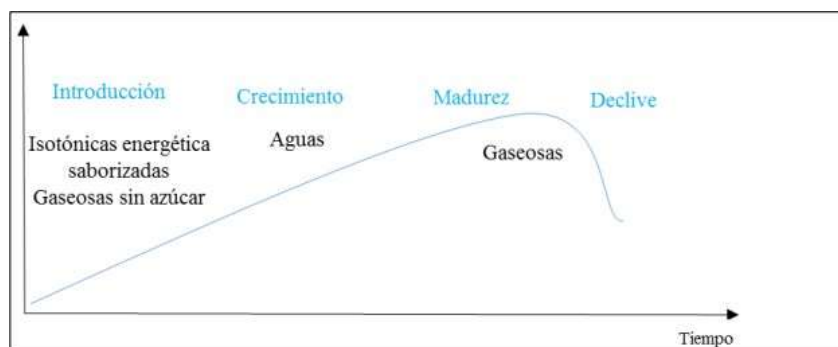 Introducción
Crecimiento
Madurez
Declive
Isotónicas energética
saborizadas
Gaseosas sin azúcar
Aguas
Gaseosas
Tiempo